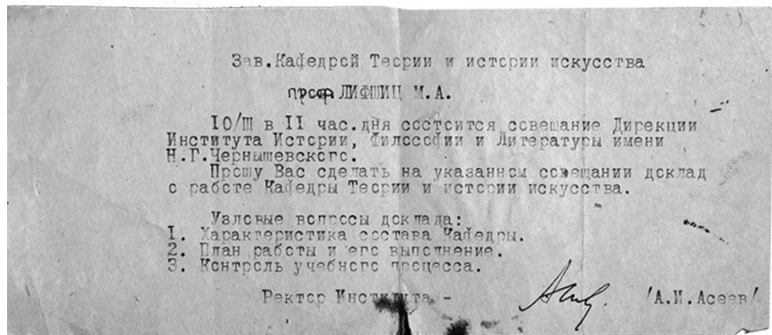 Зав.Кафедрой Теории и истории искусства
проф ЛИФШИЦ М.А.
10/III в II час.дня состоится совещание Дирекции
Института Истории, Философии и Литературы имени
Н.Г.Чернышевского.
Прошу Вас сделать на указанном совещании доклад
о работе Кафедры Теории и истории искусства.
Узловые вопросы доклада:
1. Характеристика состава Кафедры.
2. План работы и его выполнение.
3. Контроль учебного процесса.
Ректор Института - /А.И.Асеев/